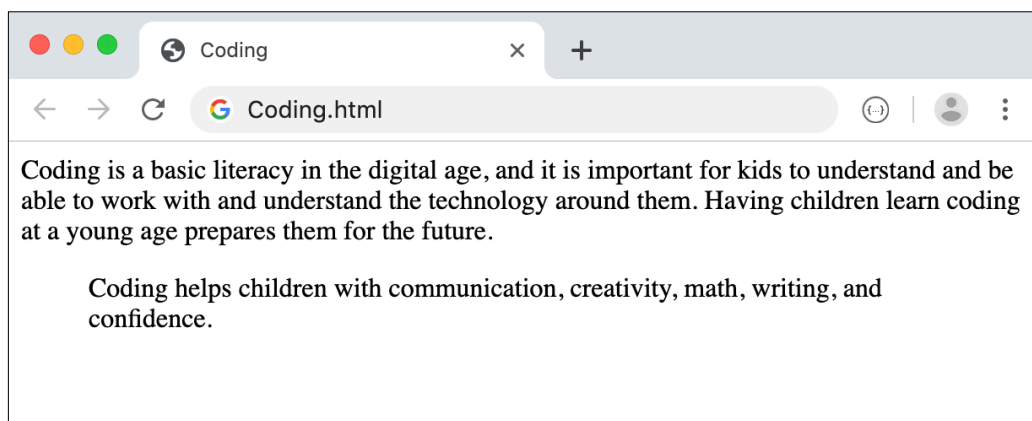 Coding
Coding.html
{...}
Coding is a basic literacy in the digital age, and it is important for kids to understand and be
able to work with and understand the technology around them. Having children learn coding
at a young age prepares them for the future.
Coding helps children with communication, creativity, math, writing, and
confidence.